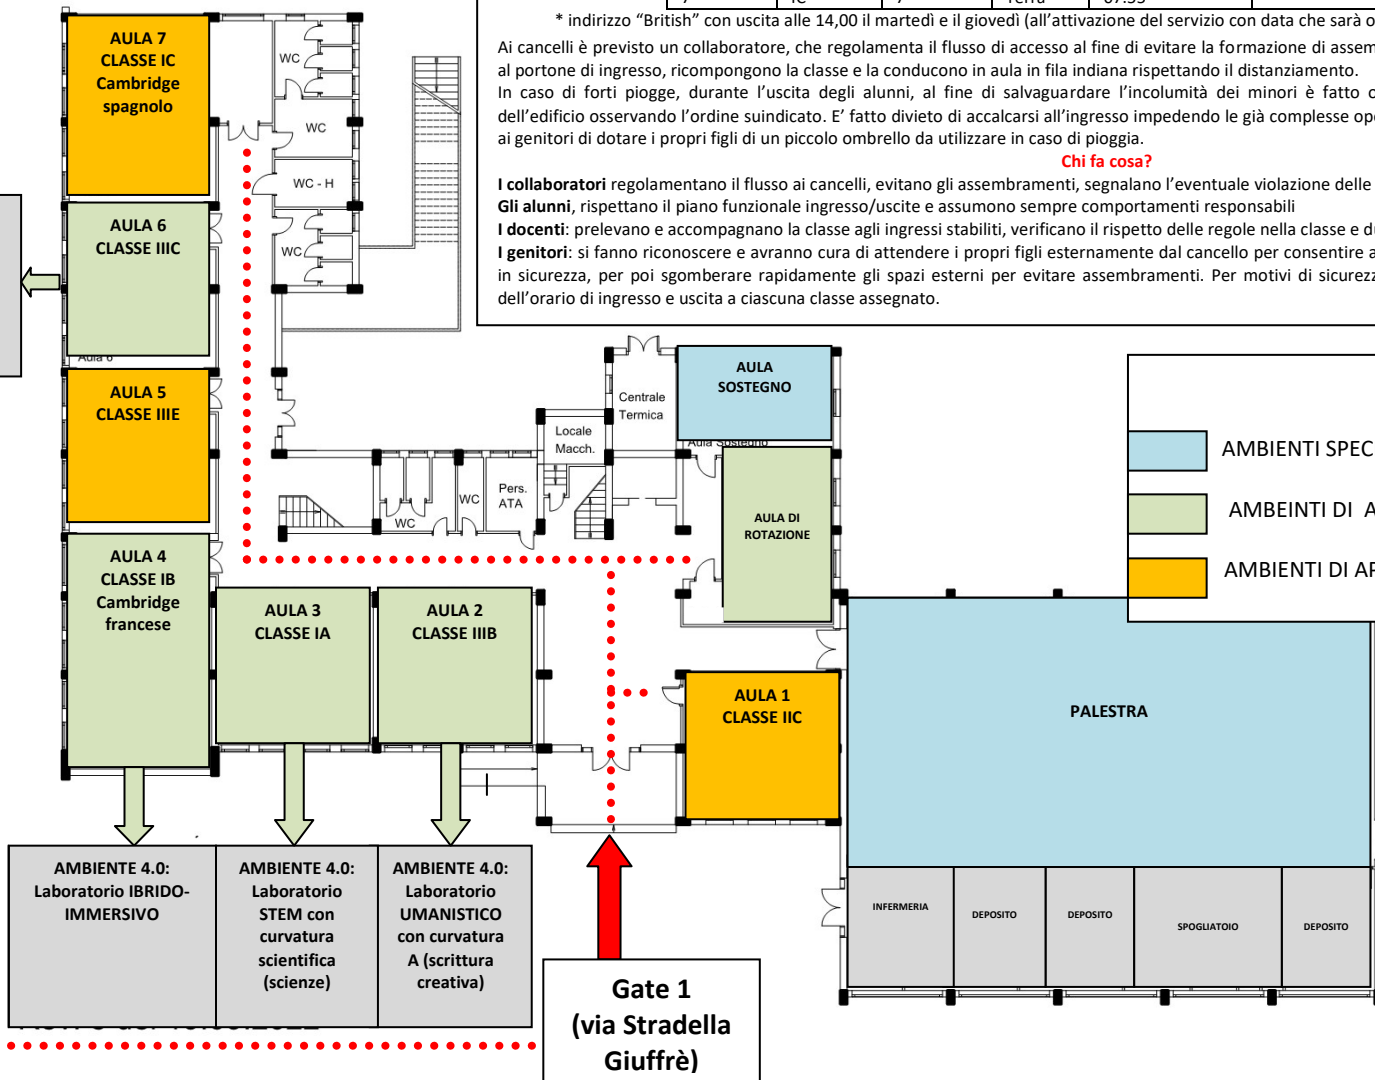 7 IC 7 Terra 07.55
* indirizzo “British” con uscita alle 14,00 il martedì e il giovedì (all’attivazione del servizio con data che sarà
Ai cancelli è previsto un collaboratore, che regolamenta il flusso di accesso al fine di evitare la formazione di
al portone di ingresso, ricompongono la classe e la conducono in aula in fila indiana rispettando il distanziamento.
In caso di forti piogge, durante l’uscita degli alunni, al fine di salvaguardare l’incolumità dei minori è fatto
dell’edificio osservando l’ordine suindicato. E’ fatto divieto di accalcarsi all’ingresso impedendo le già complesse
ai genitori di dotare i propri figli di un piccolo ombrello da utilizzare in caso di pioggia.
Chi fa cosa?
I collaboratori regolamentano il flusso ai cancelli, evitano gli assembramenti, segnalano l’eventuale violazione delle
Gli alunni, rispettano il piano funzionale ingresso/uscite e assumono sempre comportamenti responsabili
I docenti: prelevano e accompagnano la classe agli ingressi stabiliti, verificano il rispetto delle regole nella classe e
I genitori: si fanno riconoscere e avranno cura di attendere i propri figli esternamente dal cancello per consentire
in sicurezza, per poi sgomberare rapidamente gli spazi esterni per evitare assembramenti. Per motivi di
dell’orario di ingresso e uscita a ciascuna classe assegnato.
AULA 7
CLASSE IC
Cambridge
spagnolo
WC
WC
WC - H
WC
AULA 6
CLASSE IIIC
Aula 6
AULA 5
CLASSE IIIE
AULA 4
CLASSE IB
Cambridge
francese
AULA 3
CLASSE IA
AULA 2
CLASSE IIIB
WC
WC
Pers.
ATA
Locale
Macch.
Centrale
Termica
AULA
SOSTEGNO
Aula Sostegno
AULA DI
ROTAZIONE
AMBIENTI
AMBEINTI DI
AMBIENTI DI
AULA 1
CLASSE IIC
PALESTRA
INFERMERIA
DEPOSITO
DEPOSITO
SPOGLIATOIO
DEPOSITO
AMBIENTE 4.0:
Laboratorio IBRIDO-
IMMERSIVO
AMBIENTE 4.0:
Laboratorio
STEM con
curvatura
scientifica
(scienze)
AMBIENTE 4.0:
Laboratorio
UMANISTICO
con curvatura
A (scrittura
creativa)
Gate 1
(via Stradella
Giuffrè)